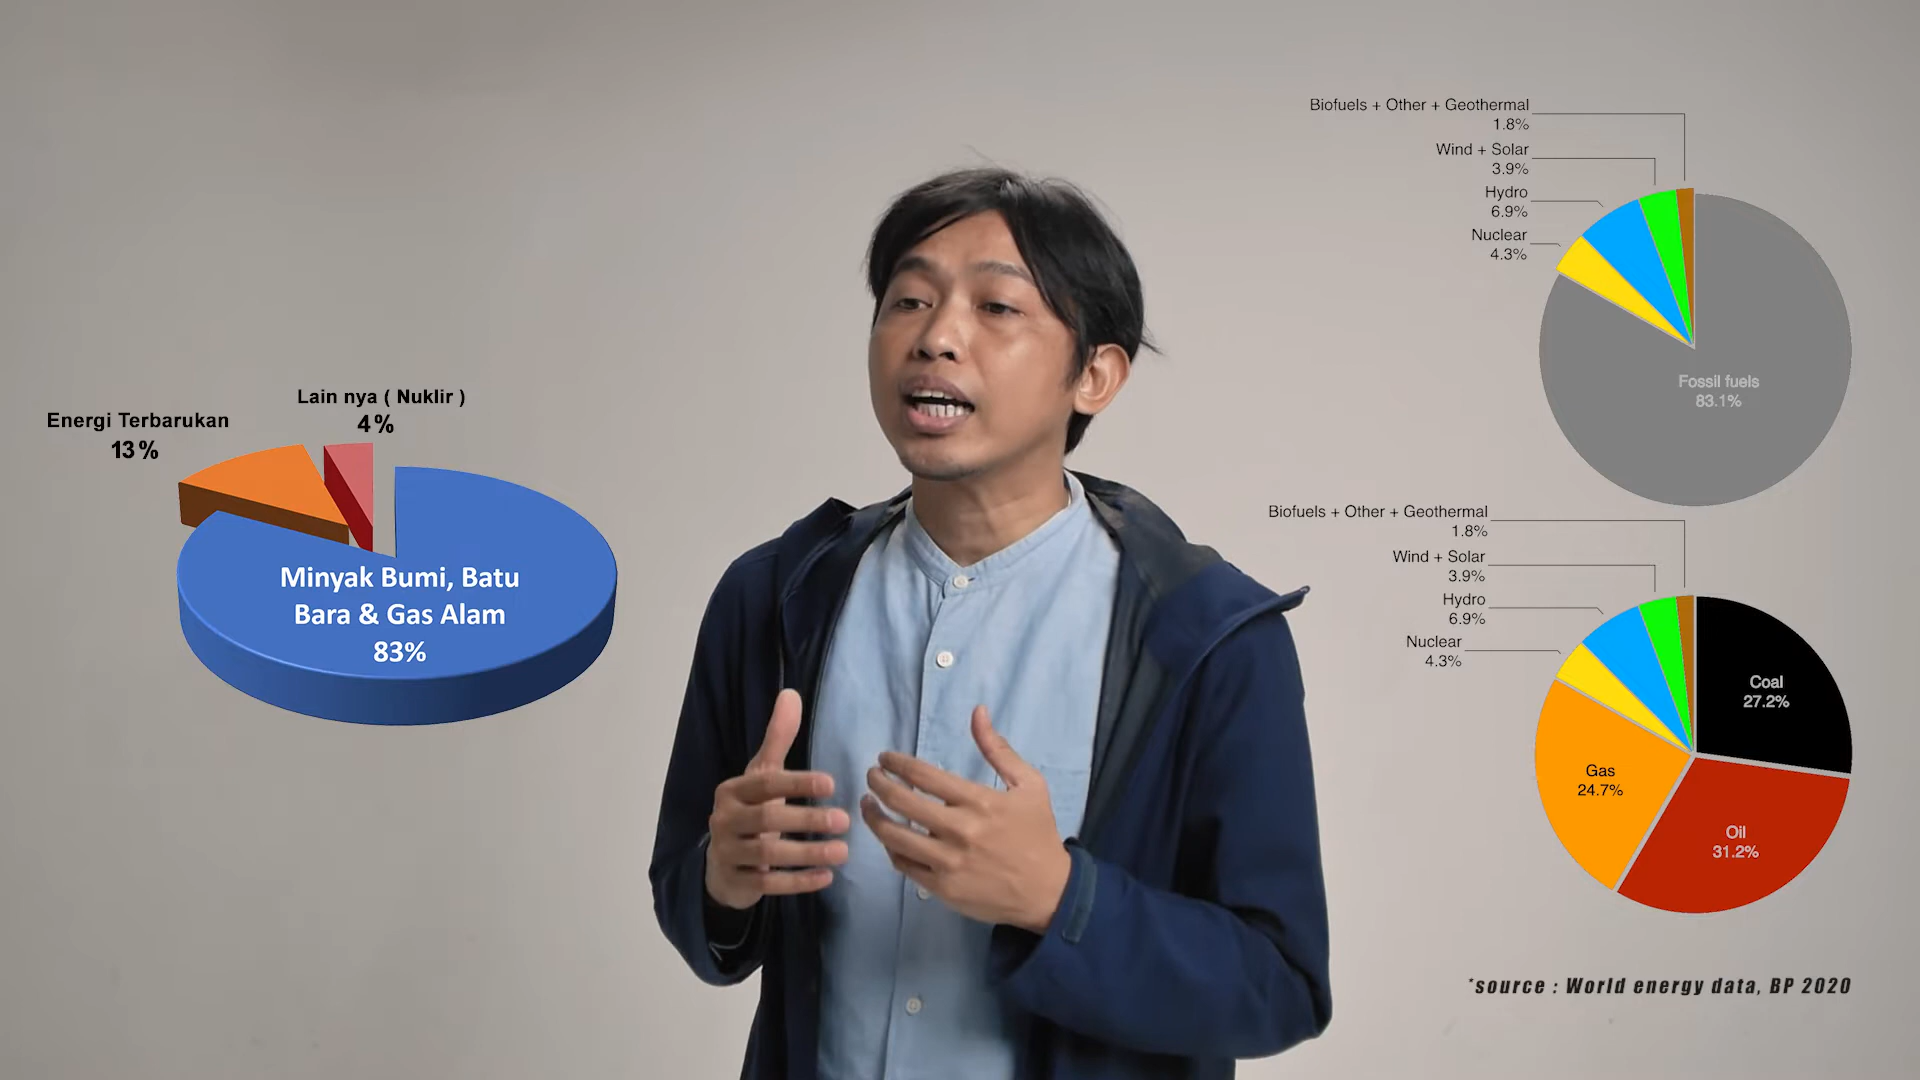 Lain nya ( Nuklir )
4%
Energi Terbarukan
13%
Minyak Bumi, Batu
Bara & Gas Alam
83%
Biofuels + Other + Geothermal
1.8%
Wind + Solar
3.9%
Hydro
6.9%
Nuclear
4.3%
Fossil fuels
83.1%
Biofuels + Other + Geothermal
1.8%
Wind + Solar
3.9%
Hydro
6.9%
Nuclear
4.3%
Coal
27.2%
Gas
24.7%
Oil
31.2%
*source : World energy data, BP 2020